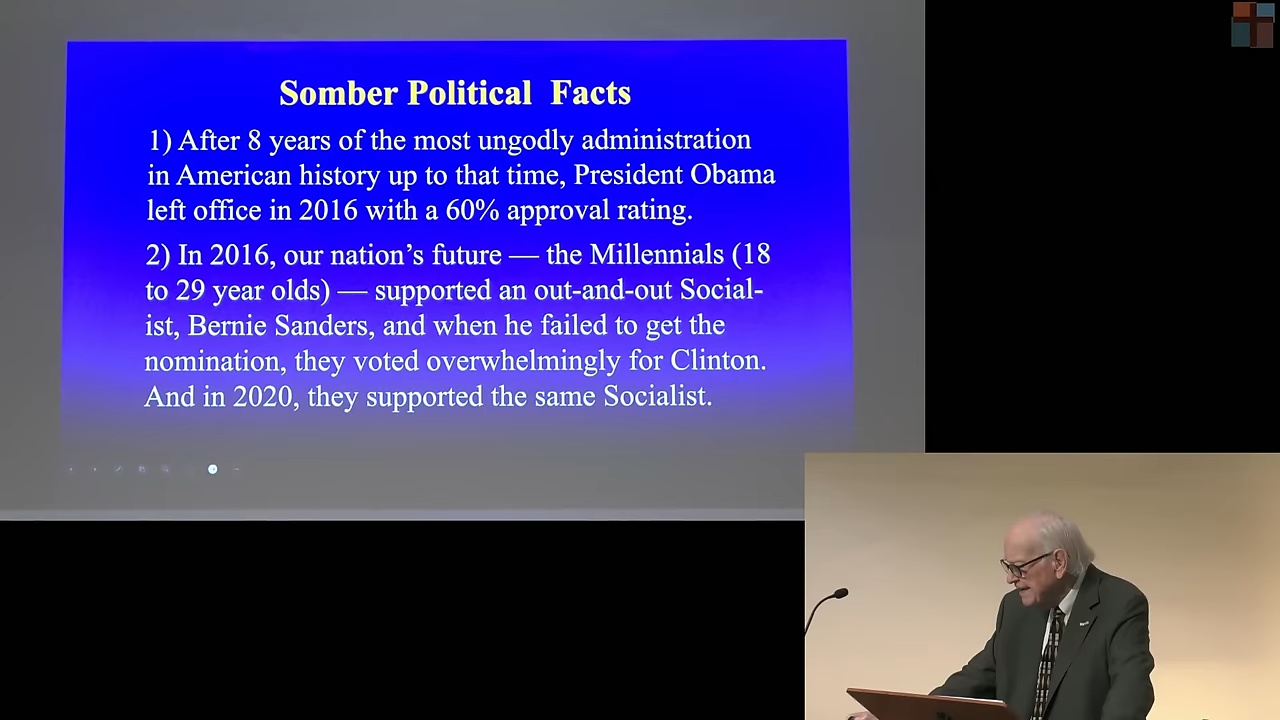 Somber Political Facts
1) After 8 years of the most ungodly administration
in American history up to that time, President Obama
left office in 2016 with a 60% approval rating.
2) In 2016, our nation's future — the Millennials (18
to 29 year olds) — supported an out-and-out Social-
ist, Bernie Sanders, and when he failed to get the
nomination, they voted overwhelmingly for Clinton.
And in 2020, they supported the same Socialist.